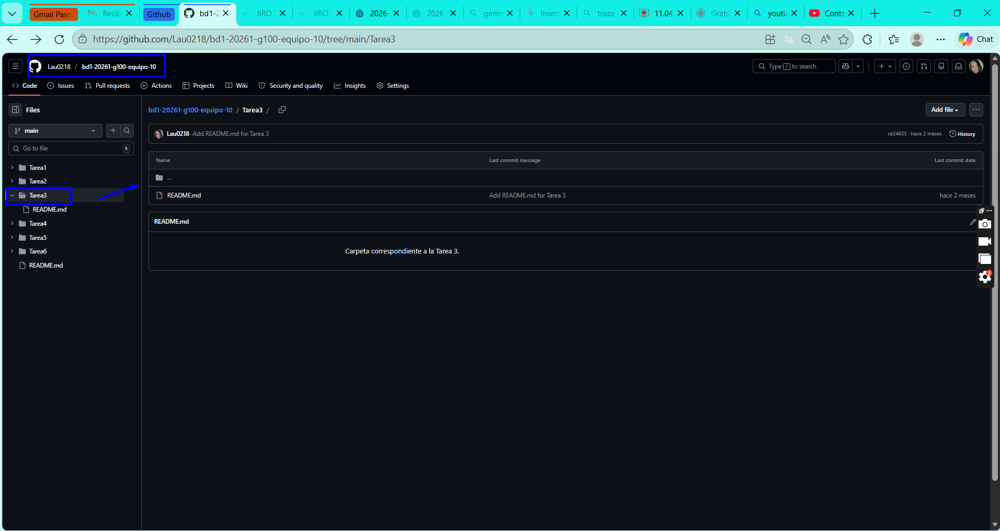 Gmail Pasc
Recib
Github
bd1-2
JIRO S
JIRO S
2026-
2026-
gemin
Insert
traza
11.04.
Graba
youtu
Conte
https://github.com/Lau0218/bd1-20261-g100-equipo-10/tree/main/Tarea3
Chat
Lau0218 / bd1-20261-g100-equipo-10
Type / to search
Code
Issues
Pull requests
Actions
Projects
Wiki
Security and quality
Insights
Settings
Files
main
Go to file
t
Tarea1
Tarea2
Tarea3
README.md
Tarea4
Tarea5
Tarea6
README.md
bd1-20261-g100-equipo-10 / Tarea3 /
Add file
Lau0218 Add README.md for Tarea 3
ce24925 · hace 2 meses
History
Name Last commit message Last commit date
..
README.md Add README.md for Tarea 3 hace 2 meses
README.md
Carpeta correspondiente a la Tarea 3.
3